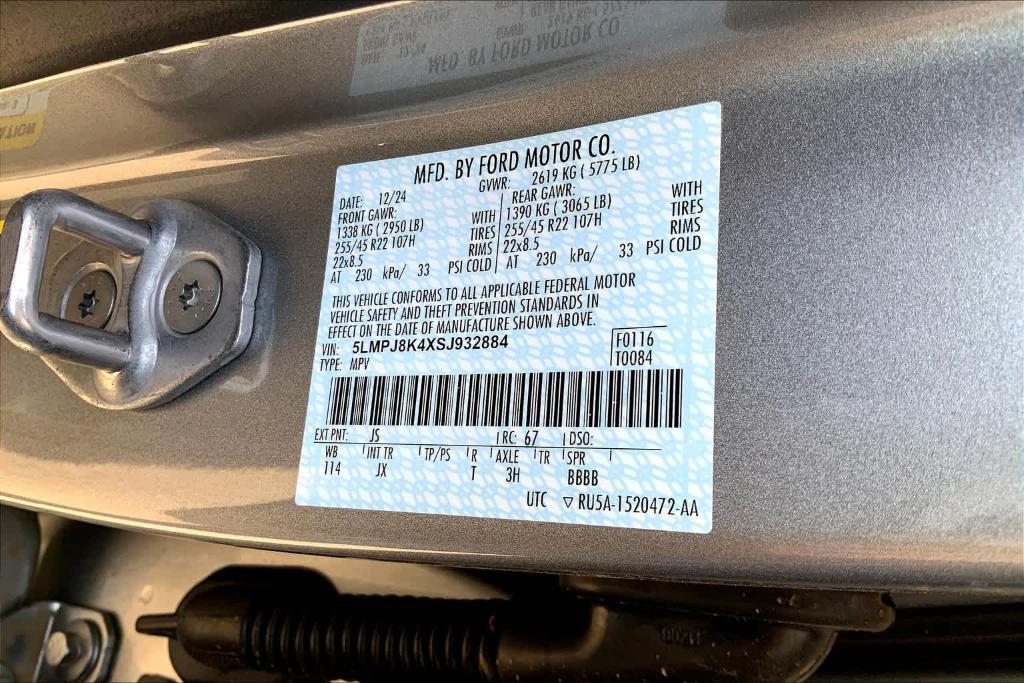 MFD. BY FORD MOTOR CO.
DATE: 12/24 GVWR: 2619 KG ( 5775 LB)
FRONT GAWR: REAR GAWR:
1338 KG ( 2950 LB) WITH 1390 KG ( 3065 LB) WITH
255/45 R22 107H TIRES 255/45 R22 107H TIRES
22x8.5 RIMS 22x8.5 RIMS
AT 230 kPa/ 33 PSI COLD AT 230 kPa/ 33 PSI COLD
THIS VEHICLE CONFORMS TO ALL APPLICABLE FEDERAL MOTOR
VEHICLE SAFETY AND THEFT PREVENTION STANDARDS IN
EFFECT ON THE DATE OF MANUFACTURE SHOWN ABOVE.
VIN: 5LMPJ8K4XSJ932884 F0116
TYPE: MPV T0084
EXT PNT: JS RC: 67 DSO:
WB INT TR TP/PS R AXLE TR SPR
114 JX T 3H BBBB
UTC ▽ RU5A-1520472-AA